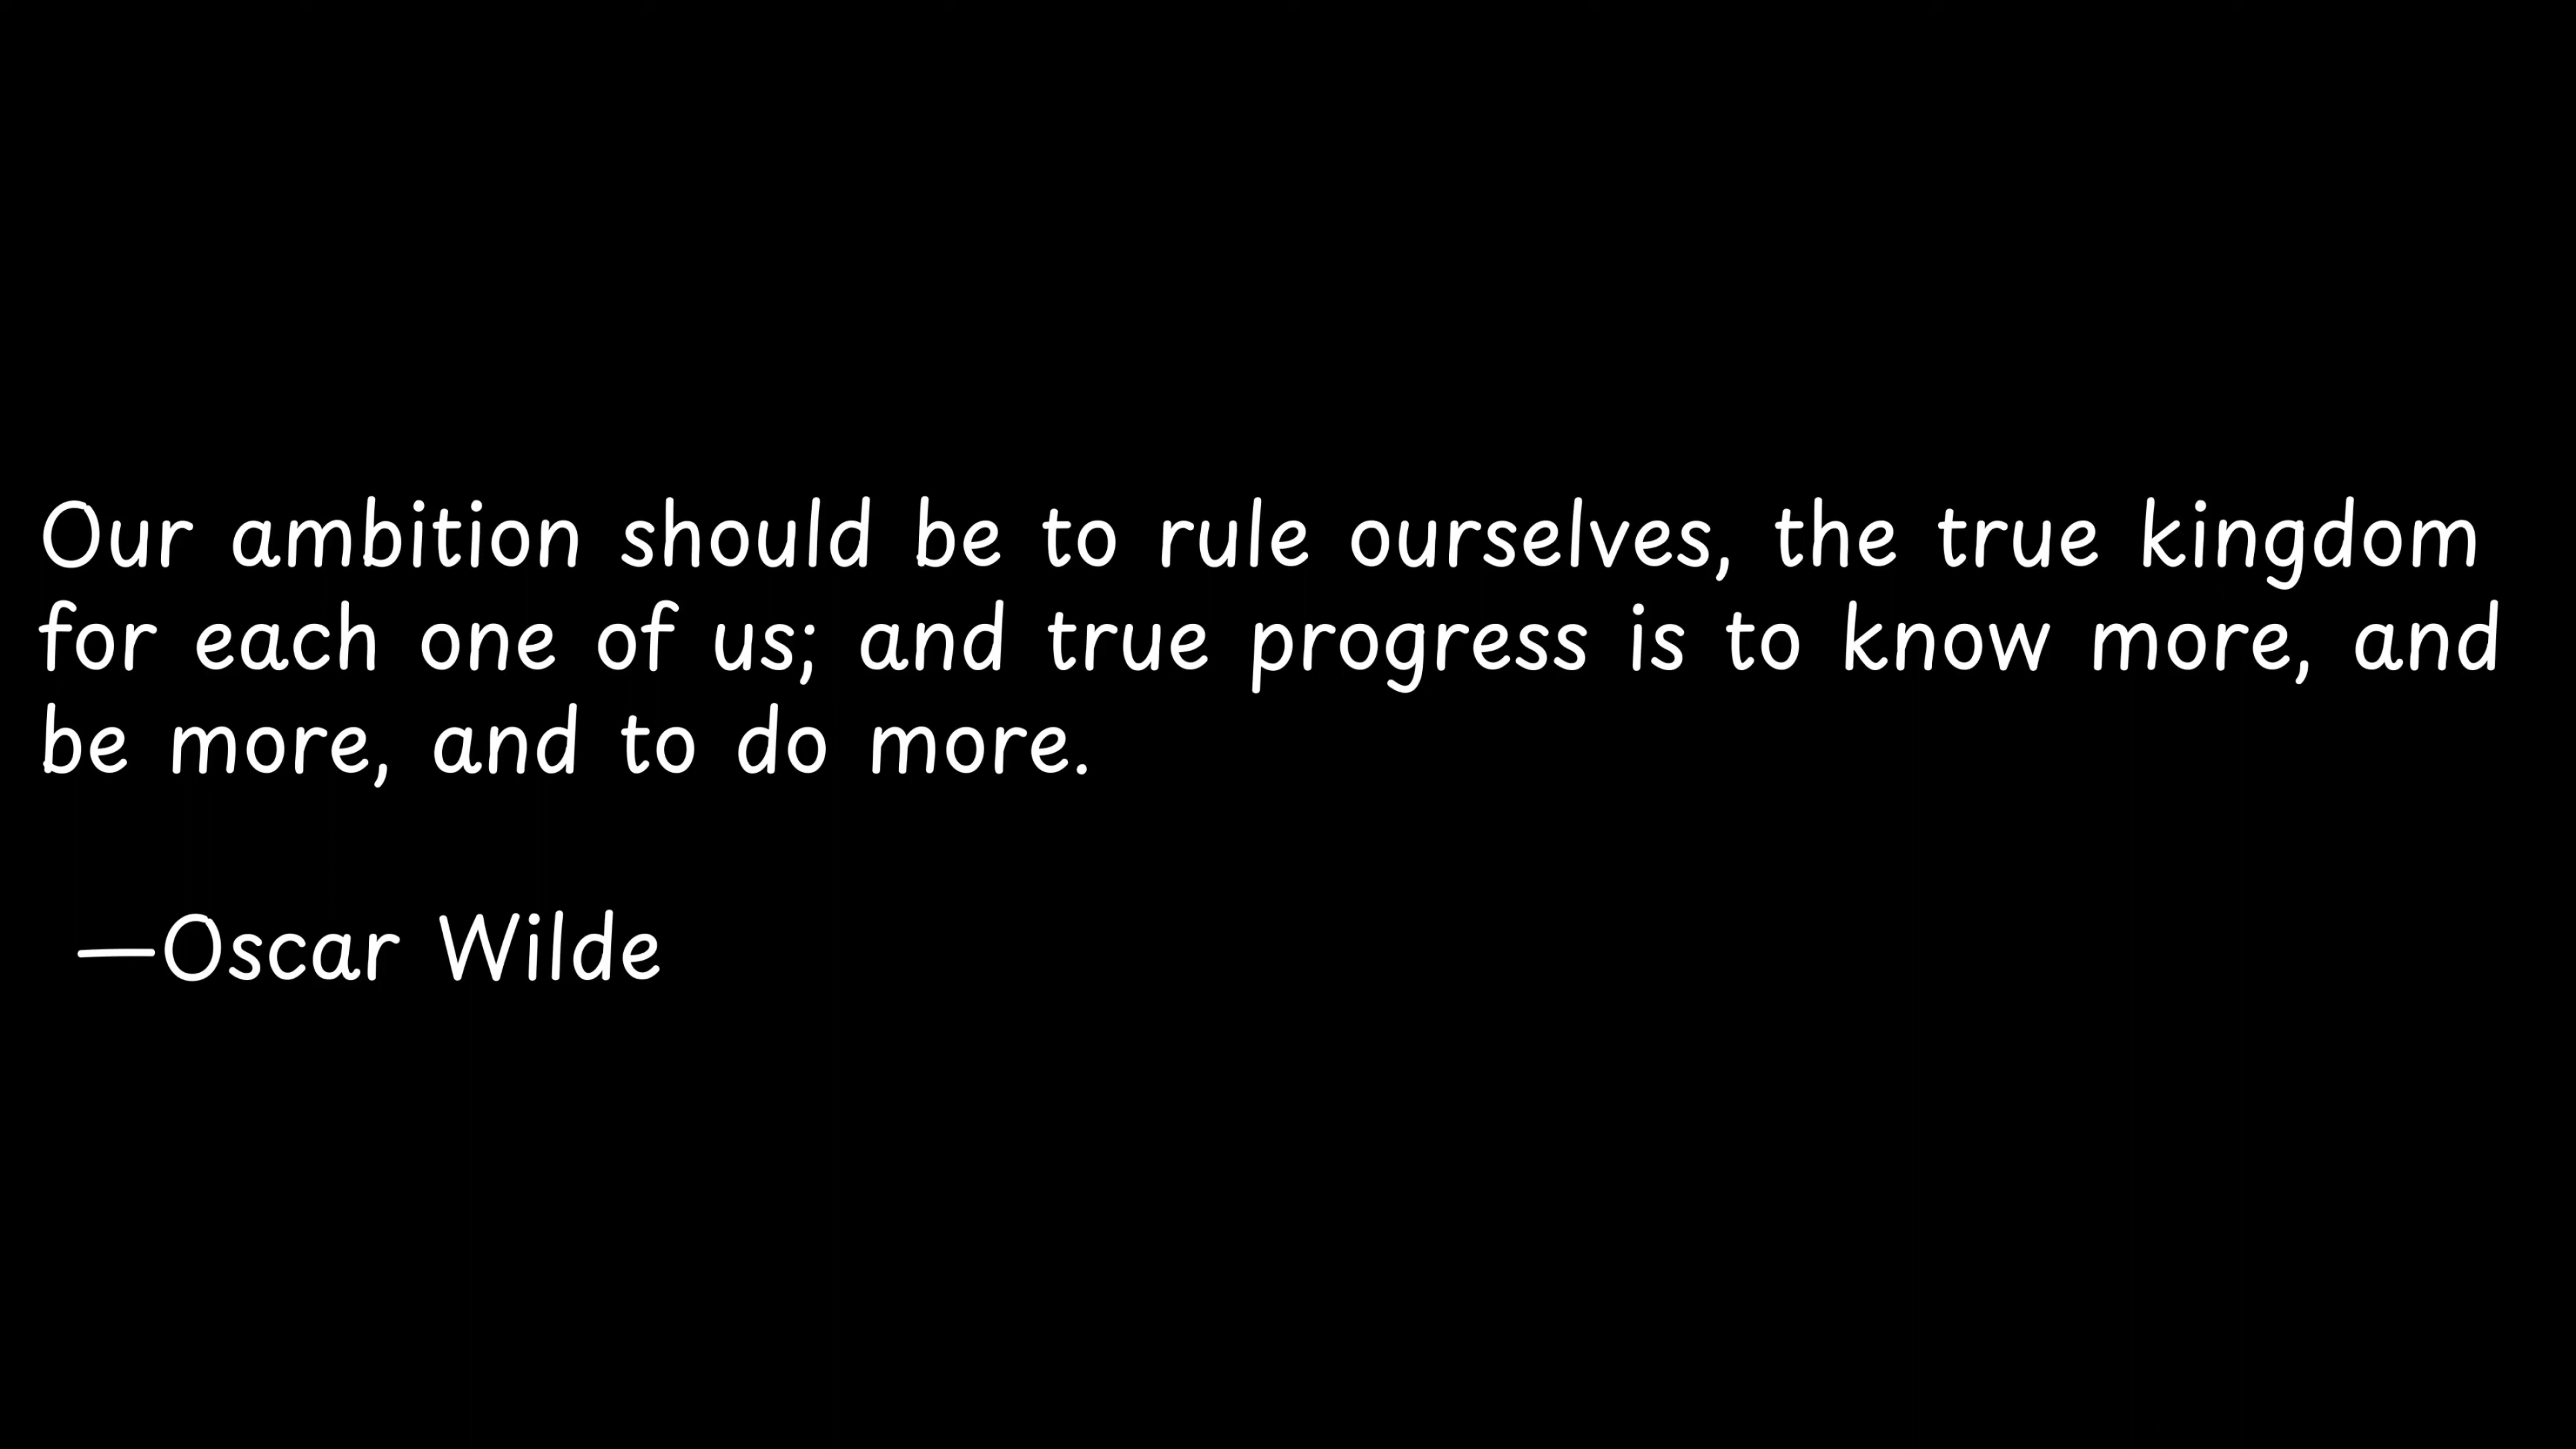 Our ambition should be to rule ourselves, the true kingdom
for each one of us; and true progress is to know more, and
be more, and to do more.
—Oscar Wilde